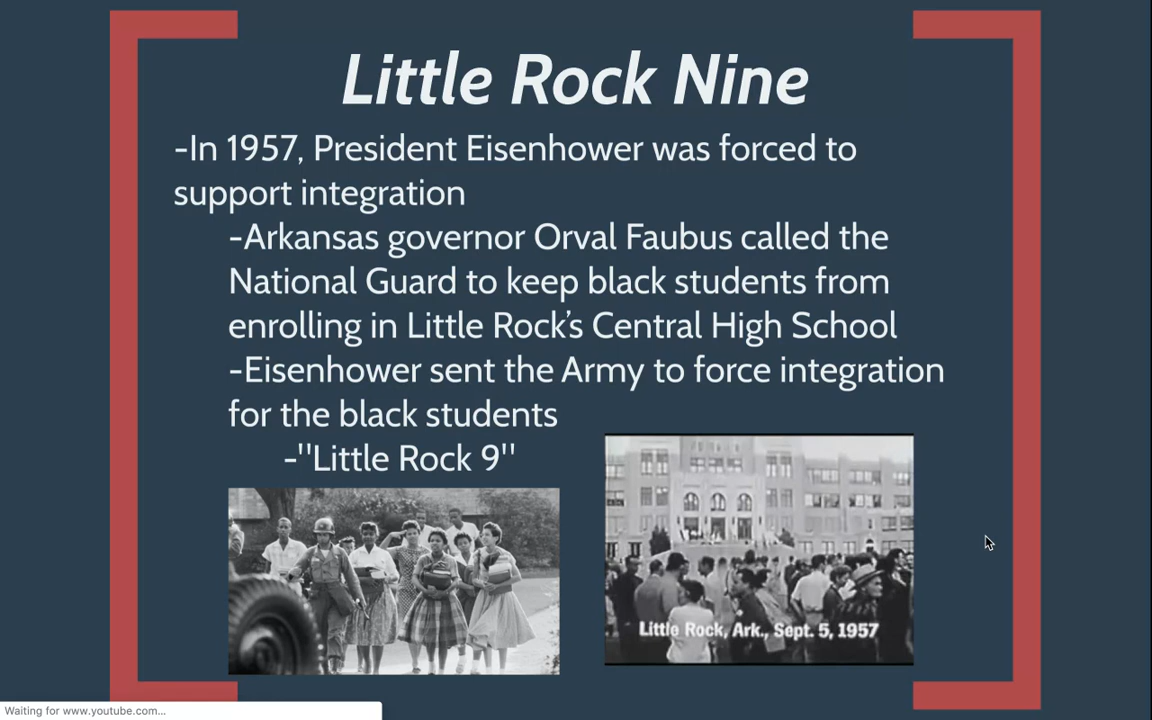 Little Rock Nine
-In 1957, President Eisenhower was forced to
support integration
-Arkansas governor Orval Faubus called the
National Guard to keep black students from
enrolling in Little Rock's Central High School
-Eisenhower sent the Army to force integration
for the black students
-"Little Rock 9"
Little Rock, Ark., Sept. 5, 1957
Waiting for www.youtube.com...